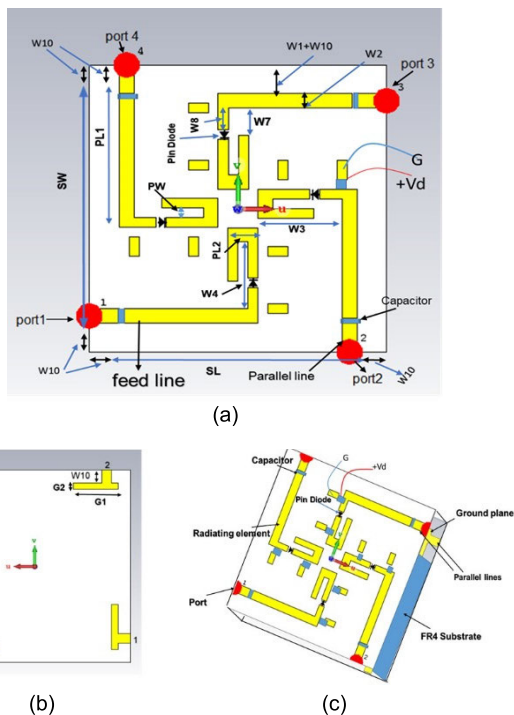 port 4
W10
4
W1+W10
W2
port 3
3
PL1
W8
W7
Pin Diode
G
+Vd
SW
PW
v
u
W3
PL2
W4
1
port1
Capacitor
2
feed line
Parallel line
port2
W10
SL
W10
(a)
2
W10
G2
G1
v
u
1
(b)
G
+Vd
Capacitor
Pin Diode
Ground plane
Radiating element
v
u
Parallel lines
Port
1
FR4 Substrate
2
(c)